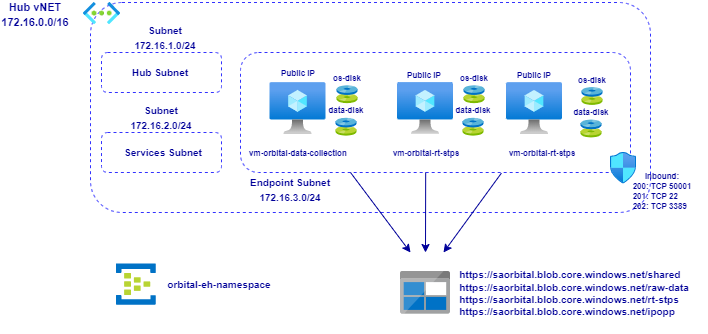 Hub vNET
172.16.0.0/16
Subnet
172.16.1.0/24
Hub Subnet
Subnet
172.16.2.0/24
Services Subnet
Public IP
os-disk
data-disk
vm-orbital-data-collection
Public IP
os-disk
data-disk
vm-orbital-rt-stps
Public IP
os-disk
data-disk
vm-orbital-rt-stps
Endpoint Subnet
172.16.3.0/24
Inbound:
200: TCP 50001
201: TCP 22
202: TCP 3389
orbital-eh-namespace
https://saorbital.blob.core.windows.net/shared
https://saorbital.blob.core.windows.net/raw-data
https://saorbital.blob.core.windows.net/rt-stps
https://saorbital.blob.core.windows.net/ipopp